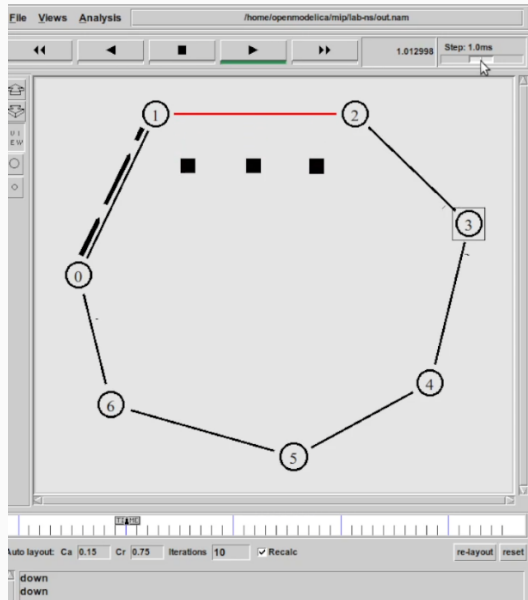 File Views Analysis /home/openmodelica/mip/lab-ns/out.nam
1.012998 Step: 1.0ms
1
2
VI
EW
3
0
4
6
5
Auto layout: Ca 0.15 Cr 0.75 Iterations 10 Recalc re-layout reset
down
down